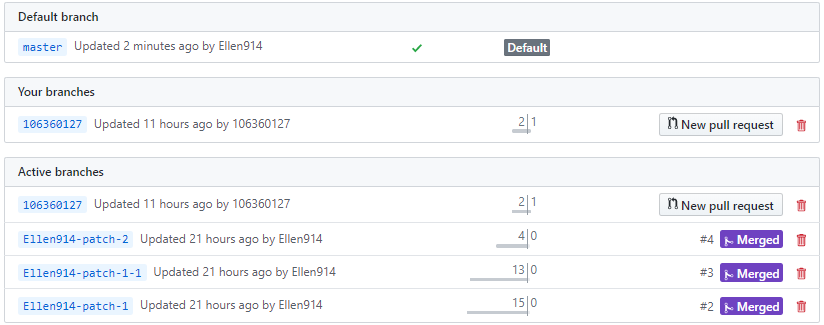 Default branch
master Updated 2 minutes ago by Ellen914 Default
Your branches
106360127 Updated 11 hours ago by 106360127 2 1 New pull request
Active branches
106360127 Updated 11 hours ago by 106360127 2 1 New pull request
Ellen914-patch-2 Updated 21 hours ago by Ellen914 4 0 #4 Merged
Ellen914-patch-1-1 Updated 21 hours ago by Ellen914 13 0 #3 Merged
Ellen914-patch-1 Updated 21 hours ago by Ellen914 15 0 #2 Merged